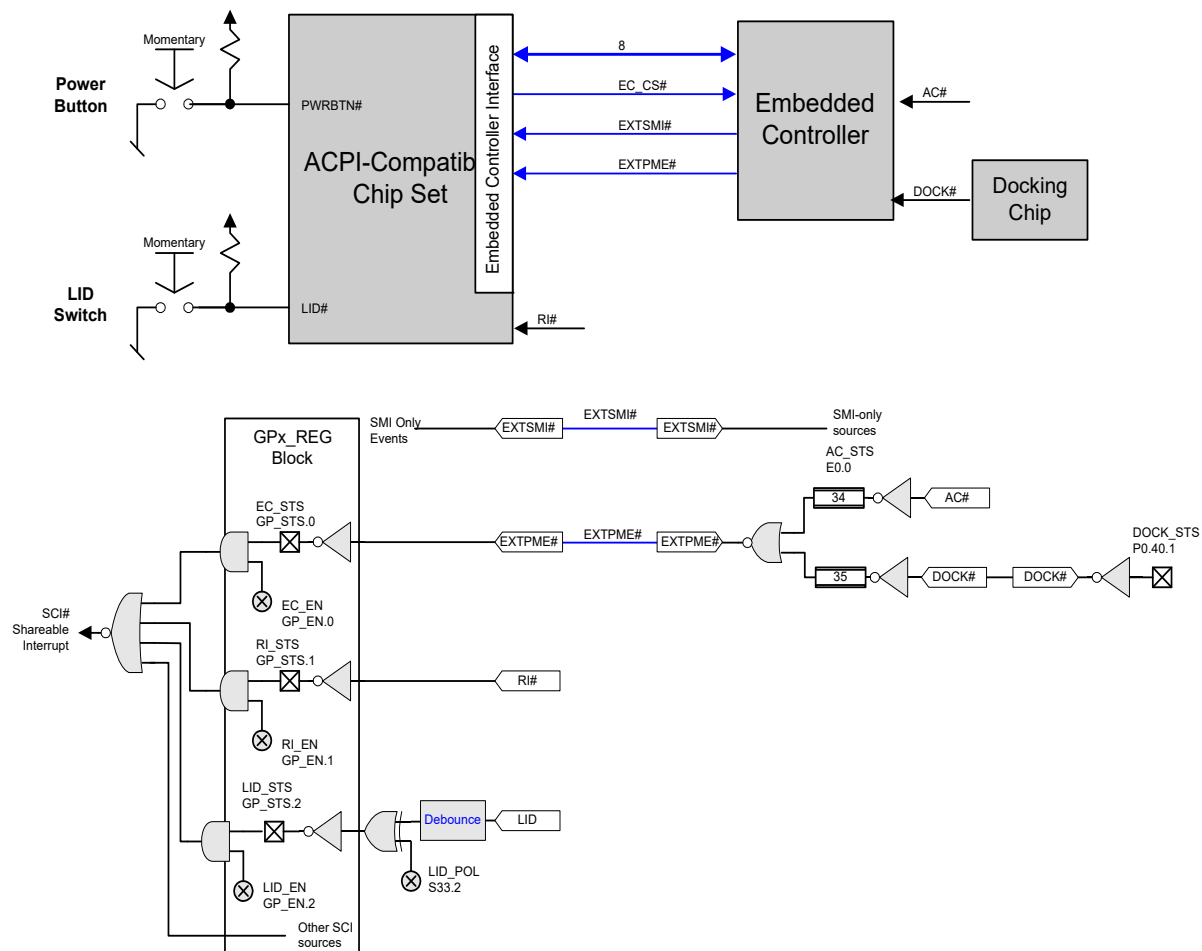 Momentary
Power
Button
PWRBTN#
ACPI-Compatib
Chip Set
Embedded Controller Interface
8
EC_CS#
EXTSMI#
EXTPME#
Embedded
Controller
AC#
DOCK#
Docking
Chip
Momentary
LID
Switch
LID#
RI#
GPx_REG
Block
SMI Only
Events
EXTSMI#
EXTSMI#
EXTSMI#
SMI-only
sources
AC_STS
E0.0
34
AC#
EC_STS
GP_STS.0
EXTPME#
EXTPME#
EXTPME#
DOCK_STS
P0.40.1
35
DOCK#
DOCK#
EC_EN
GP_EN.0
SCI#
Shareable
Interrupt
RI_STS
GP_STS.1
RI#
RI_EN
GP_EN.1
LID_STS
GP_STS.2
Debounce
LID
LID_POL
S33.2
LID_EN
GP_EN.2
Other SCI
sources